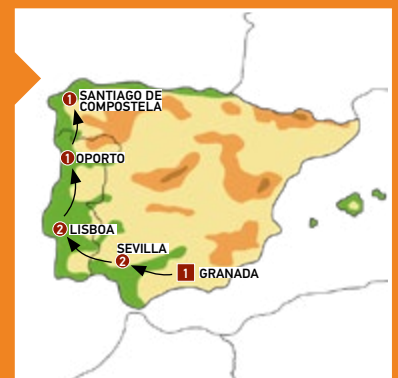 1 SANTIAGO DE
COMPOSTELA
1 OPORTO
2 LISBOA
SEVILLA
2
1 GRANADA